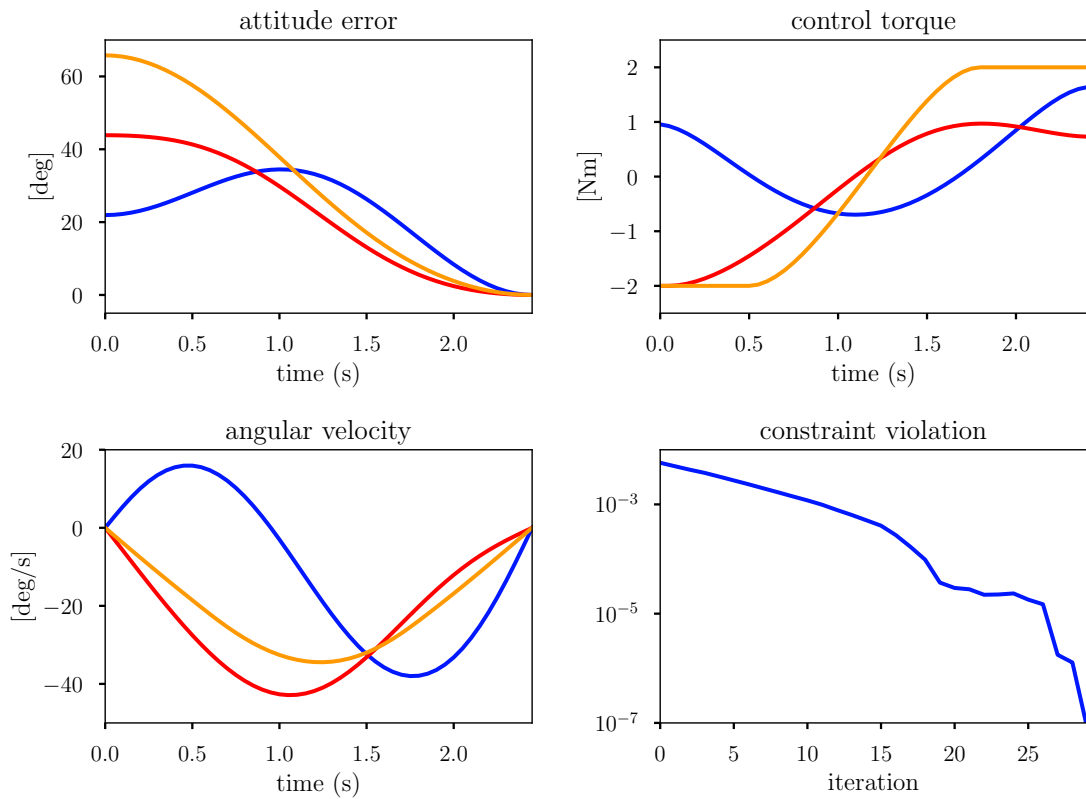 attitude error
[deg]
60
40
20
0
0.0 0.5 1.0 1.5 2.0
time (s)
control torque
[Nm]
2
1
0
−1
−2
0.0 0.5 1.0 1.5 2.0
time (s)
angular velocity
[deg/s]
20
0
−20
−40
0.0 0.5 1.0 1.5 2.0
time (s)
constraint violation
10⁻³
10⁻⁵
10⁻⁷
0 5 10 15 20 25
iteration